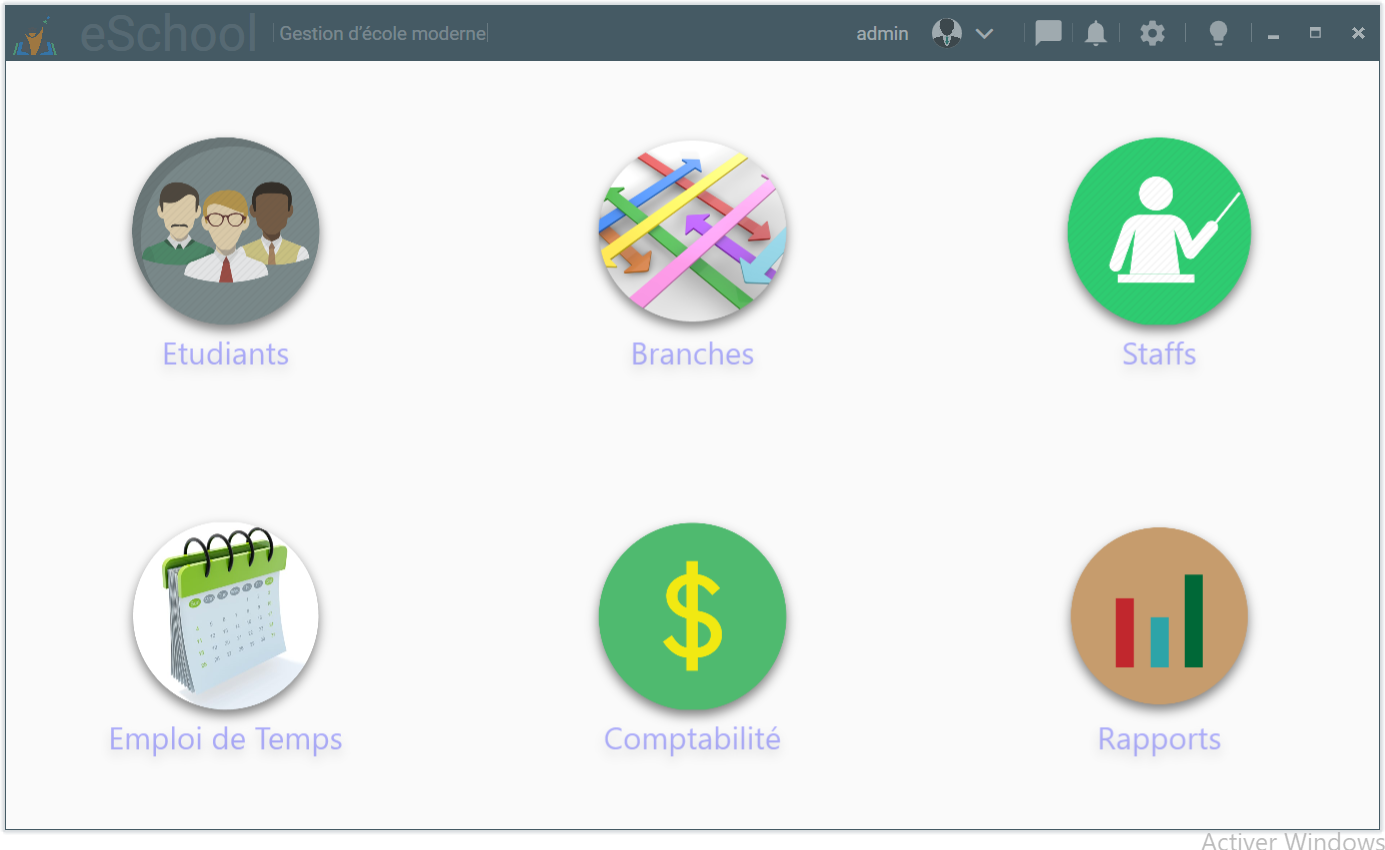 eSchool
Gestion d'école moderne
admin
Etudiants
Branches
Staffs
Emploi de Temps
Comptabilité
Rapports
Activer Windows